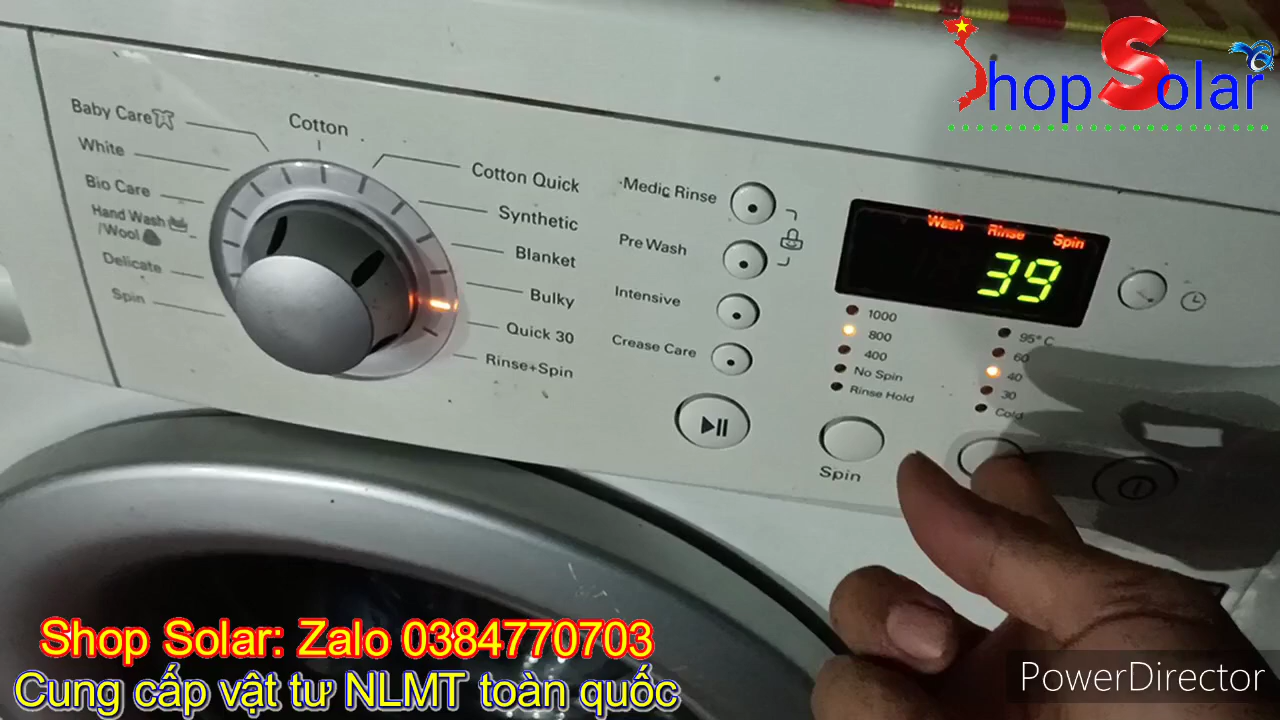 Shop Solar
Baby Care
White
Bio Care
Hand Wash
/Wool
Delicate
Spin
Cotton
Cotton Quick
Synthetic
Blanket
Bulky
Quick 30
Rinse+Spin
Medic Rinse
Pre Wash
Intensive
Crease Care
Wash Rinse Spin
39
1000
800
400
No Spin
Rinse Hold
95°C
60
40
30
Cold
Spin
Shop Solar: Zalo 0384770703
Cung cấp vật tư NLMT toàn quốc
PowerDirector